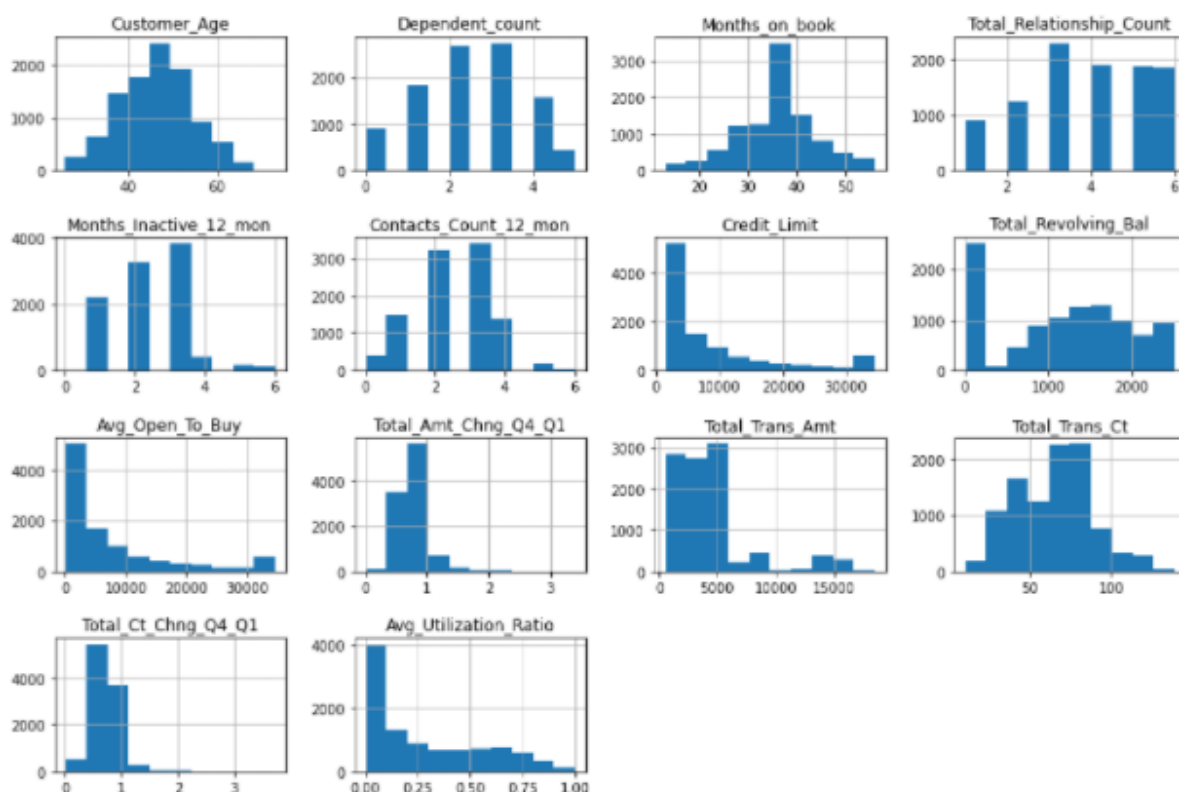 Customer_Age Dependent_count Months_on_book Total_Relationship_Count
2000 1000 0 40 60
2000 1000 0 0 2 4
3000 2000 1000 0 20 30 40 50
2000 1000 0 2 4 6
Months_Inactive_12_mon Contacts_Count_12_mon Credit_Limit Total_Revolving_Bal
4000 2000 0 0 2 4 6
3000 2000 1000 0 0 2 4 6
4000 2000 0 0 10000 20000 30000
2000 1000 0 0 1000 2000
Avg_Open_To_Buy Total_Amt_Chng_Q4_Q1 Total_Trans_Amt Total_Trans_Ct
4000 2000 0 0 10000 20000 30000
4000 2000 0 0 1 2 3
3000 2000 1000 0 0 5000 10000 15000
2000 1000 0 50 100
Total_Ct_Chng_Q4_Q1 Avg_Utilization_Ratio
4000 2000 0 0 1 2 3
4000 2000 0 0.00 0.25 0.50 0.75 1.00